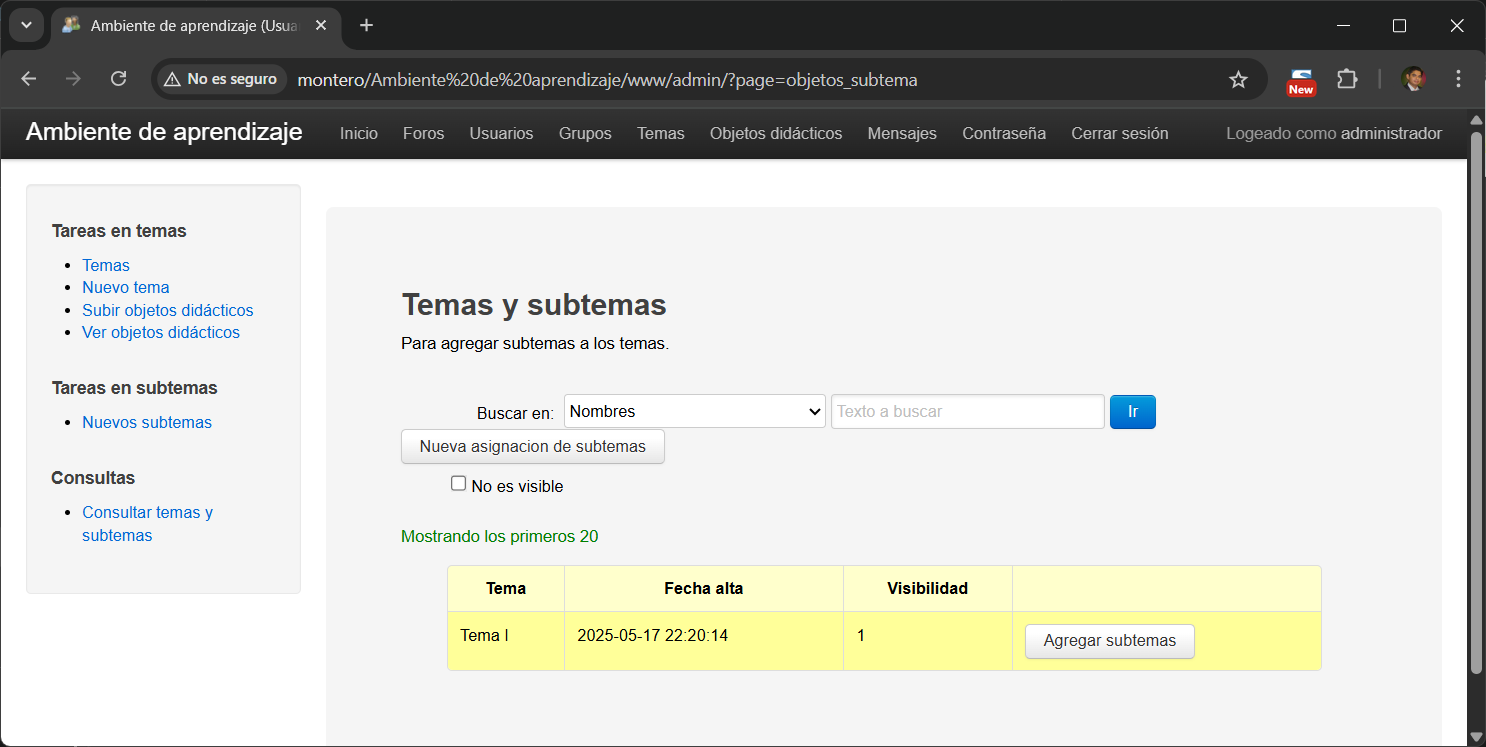 Ambiente de aprendizaje (Usua
No es seguro
montero/Ambiente%20de%20aprendizaje/www/admin/?page=objetos_subtema
New
Ambiente de aprendizaje Inicio Foros Usuarios Grupos Temas Objetos didácticos Mensajes Contraseña Cerrar sesión Logeado como administrador
Tareas en temas
Temas
Nuevo tema
Subir objetos didácticos
Ver objetos didácticos
Tareas en subtemas
Nuevos subtemas
Consultas
Consultar temas y
subtemas
Temas y subtemas
Para agregar subtemas a los temas.
Buscar en: Nombres Texto a buscar Ir
Nueva asignacion de subtemas
No es visible
Mostrando los primeros 20
Tema Fecha alta Visibilidad
Tema I 2025-05-17 22:20:14 1 Agregar subtemas